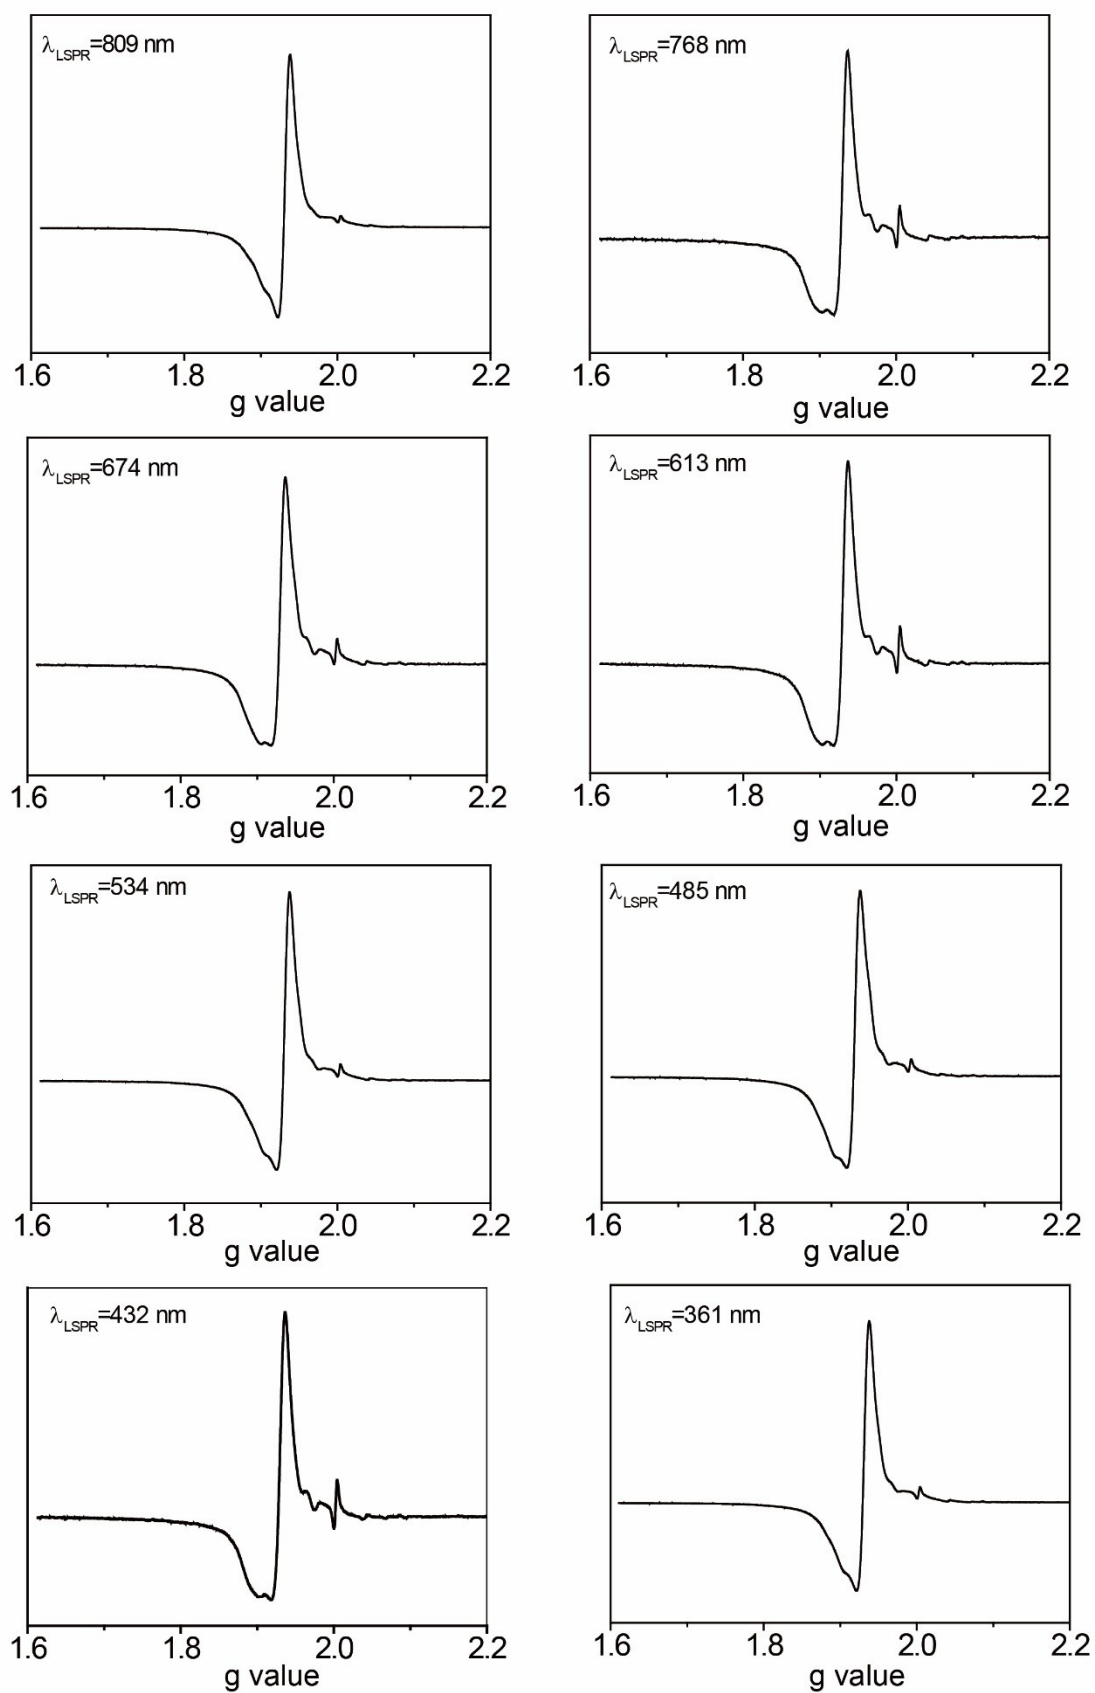 λLSPR=809 nm
λLSPR=768 nm
1.6 1.8 2.0 2.2
g value
1.6 1.8 2.0 2.2
g value
λLSPR=674 nm
λLSPR=613 nm
1.6 1.8 2.0 2.2
g value
1.6 1.8 2.0 2.2
g value
λLSPR=534 nm
λLSPR=485 nm
1.6 1.8 2.0 2.2
g value
1.6 1.8 2.0 2.2
g value
λLSPR=432 nm
λLSPR=361 nm
1.6 1.8 2.0 2.2
g value
1.6 1.8 2.0 2.2
g value